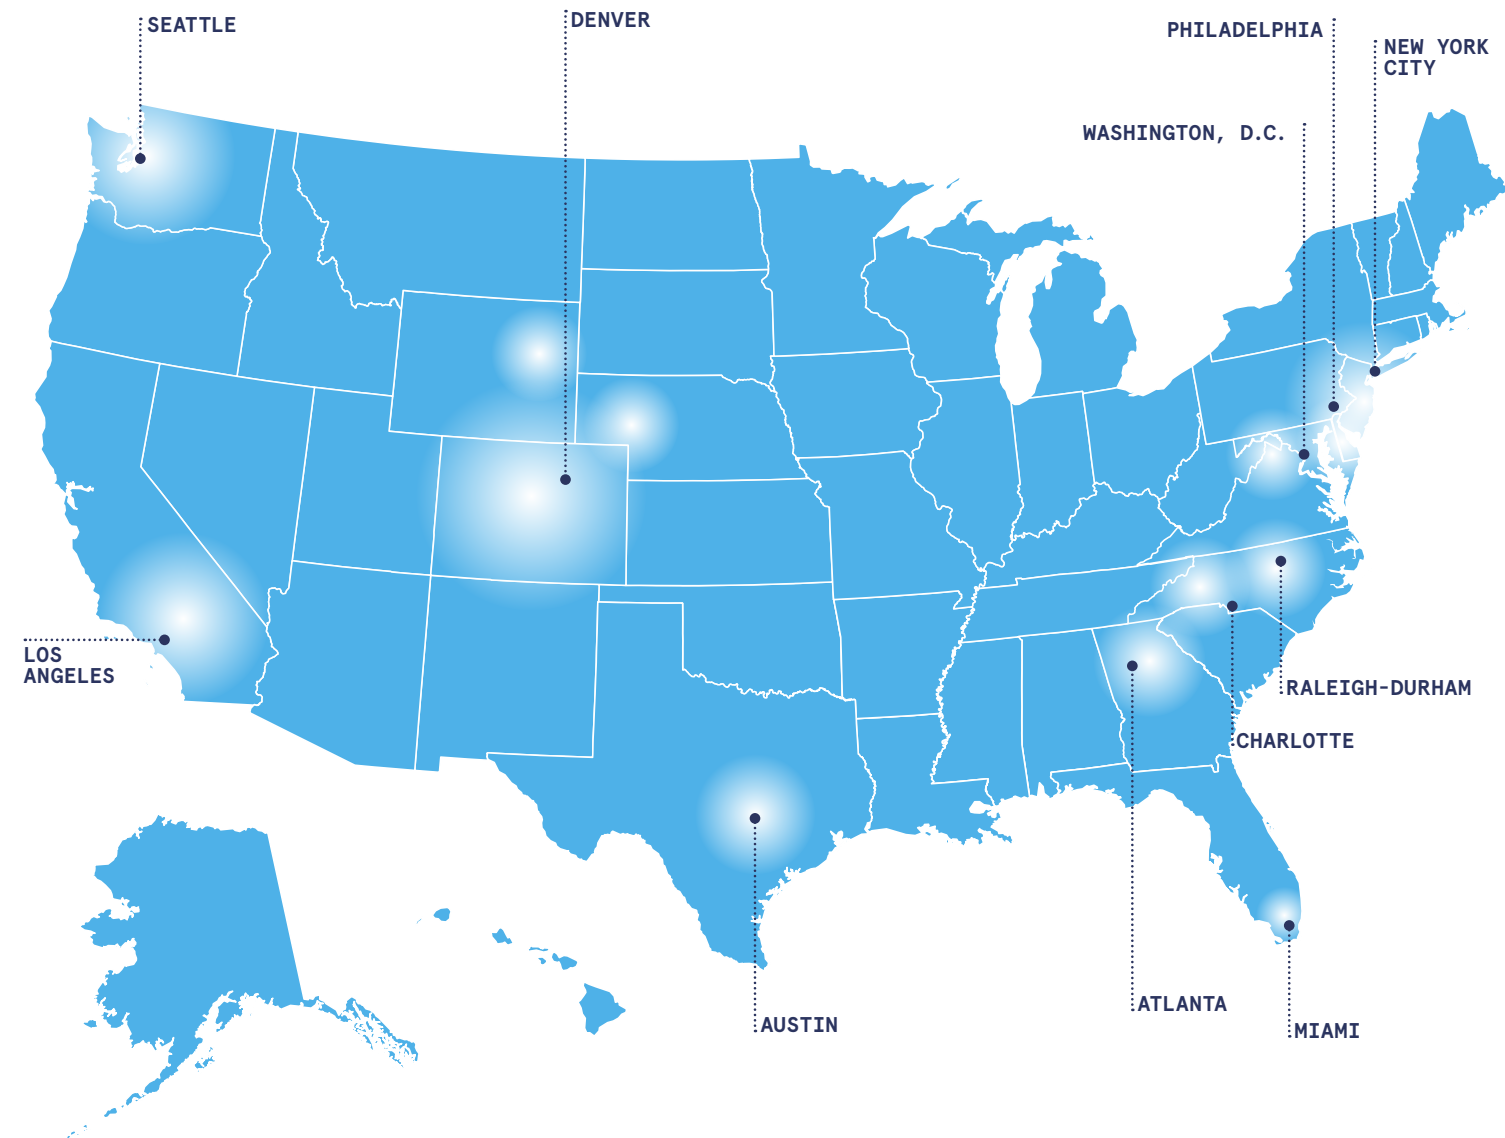 SEATTLE
DENVER
PHILADELPHIA
NEW YORK
CITY
WASHINGTON, D.C.
LOS
ANGELES
RALEIGH-DURHAM
CHARLOTTE
ATLANTA
AUSTIN
MIAMI